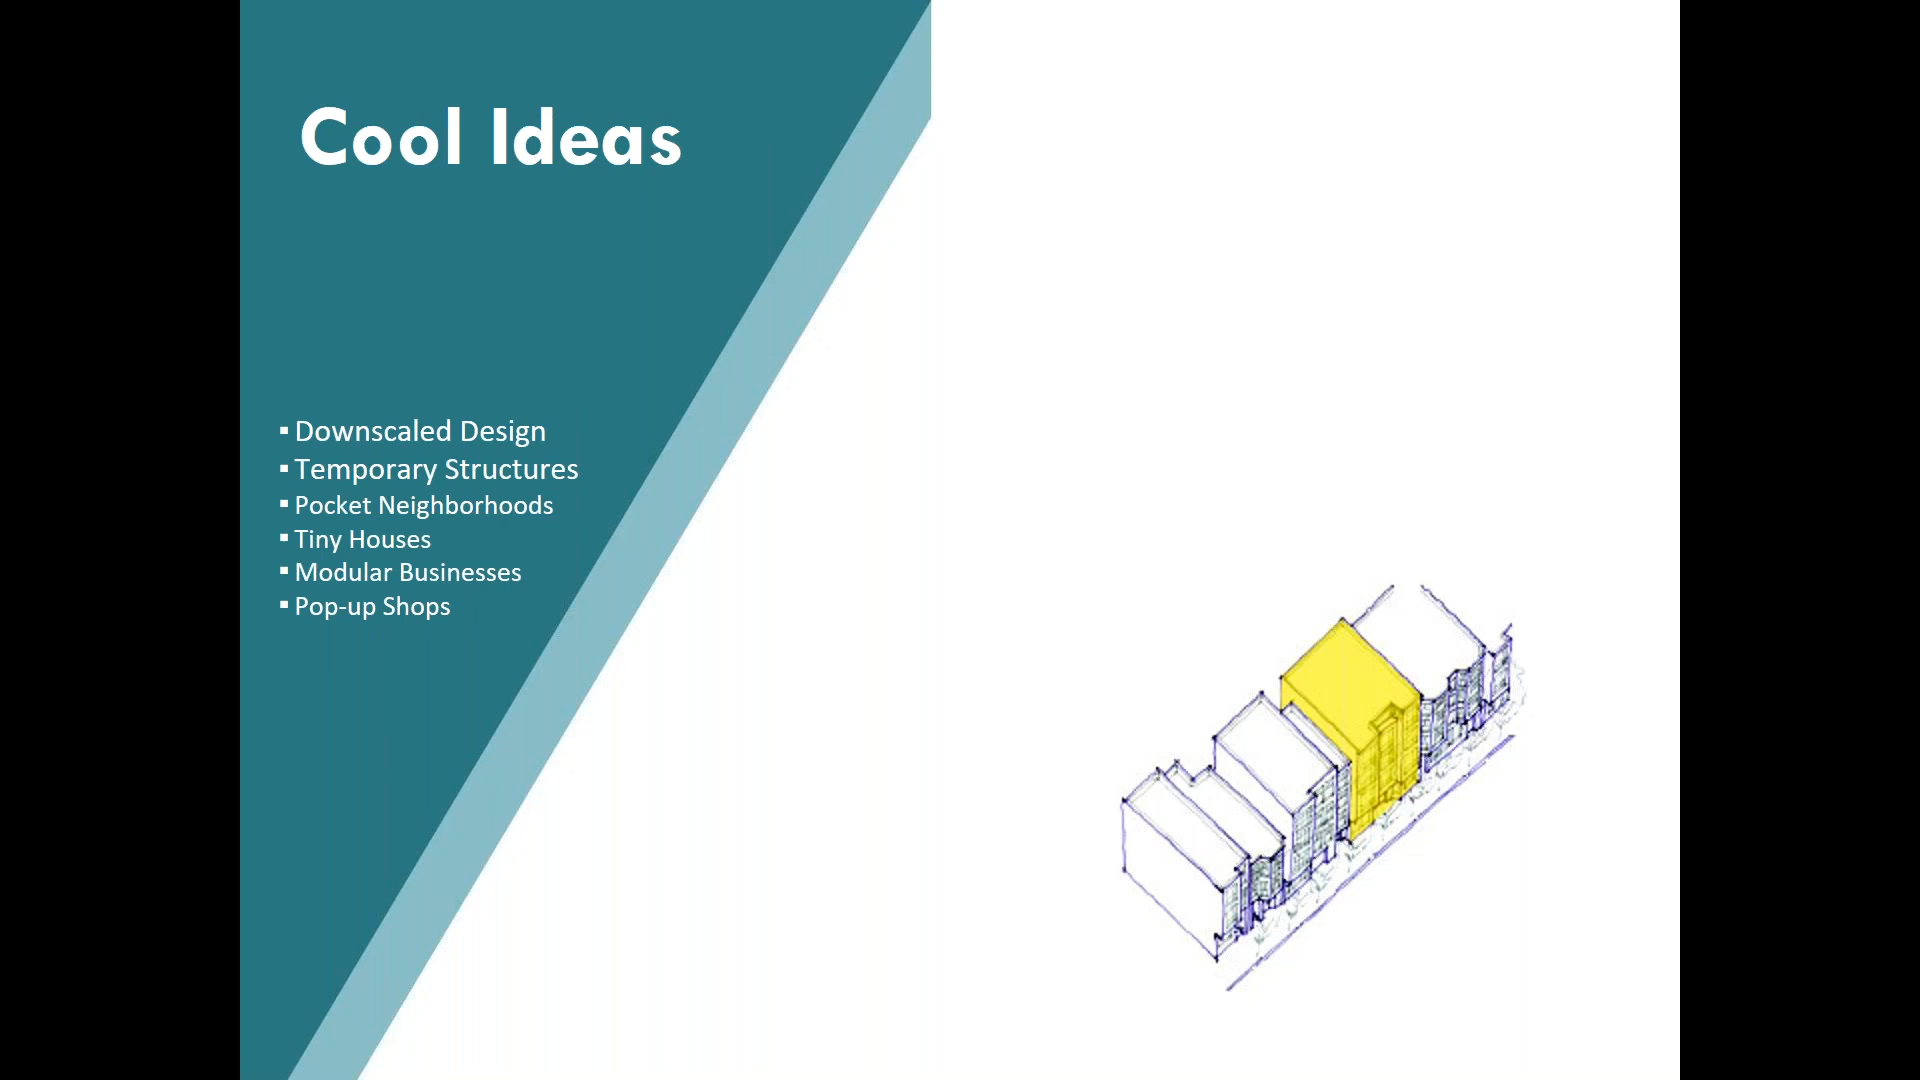 Cool Ideas
▪ Downscaled Design
▪ Temporary Structures
▪ Pocket Neighborhoods
▪ Tiny Houses
▪ Modular Businesses
▪ Pop-up Shops